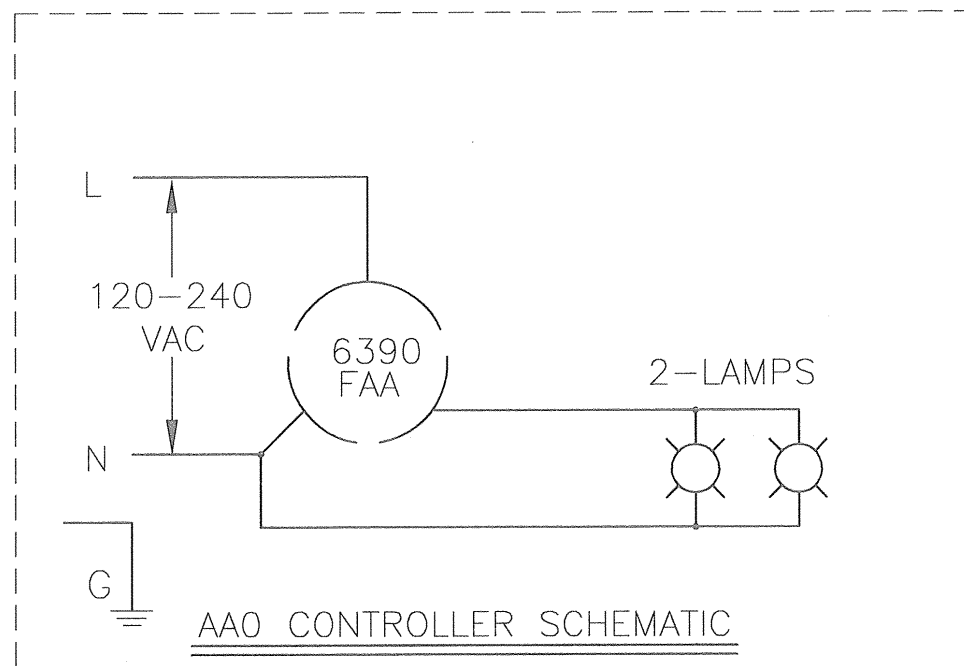 L
120-240
VAC
N
G
6390
FAA
2-LAMPS
AAO CONTROLLER SCHEMATIC